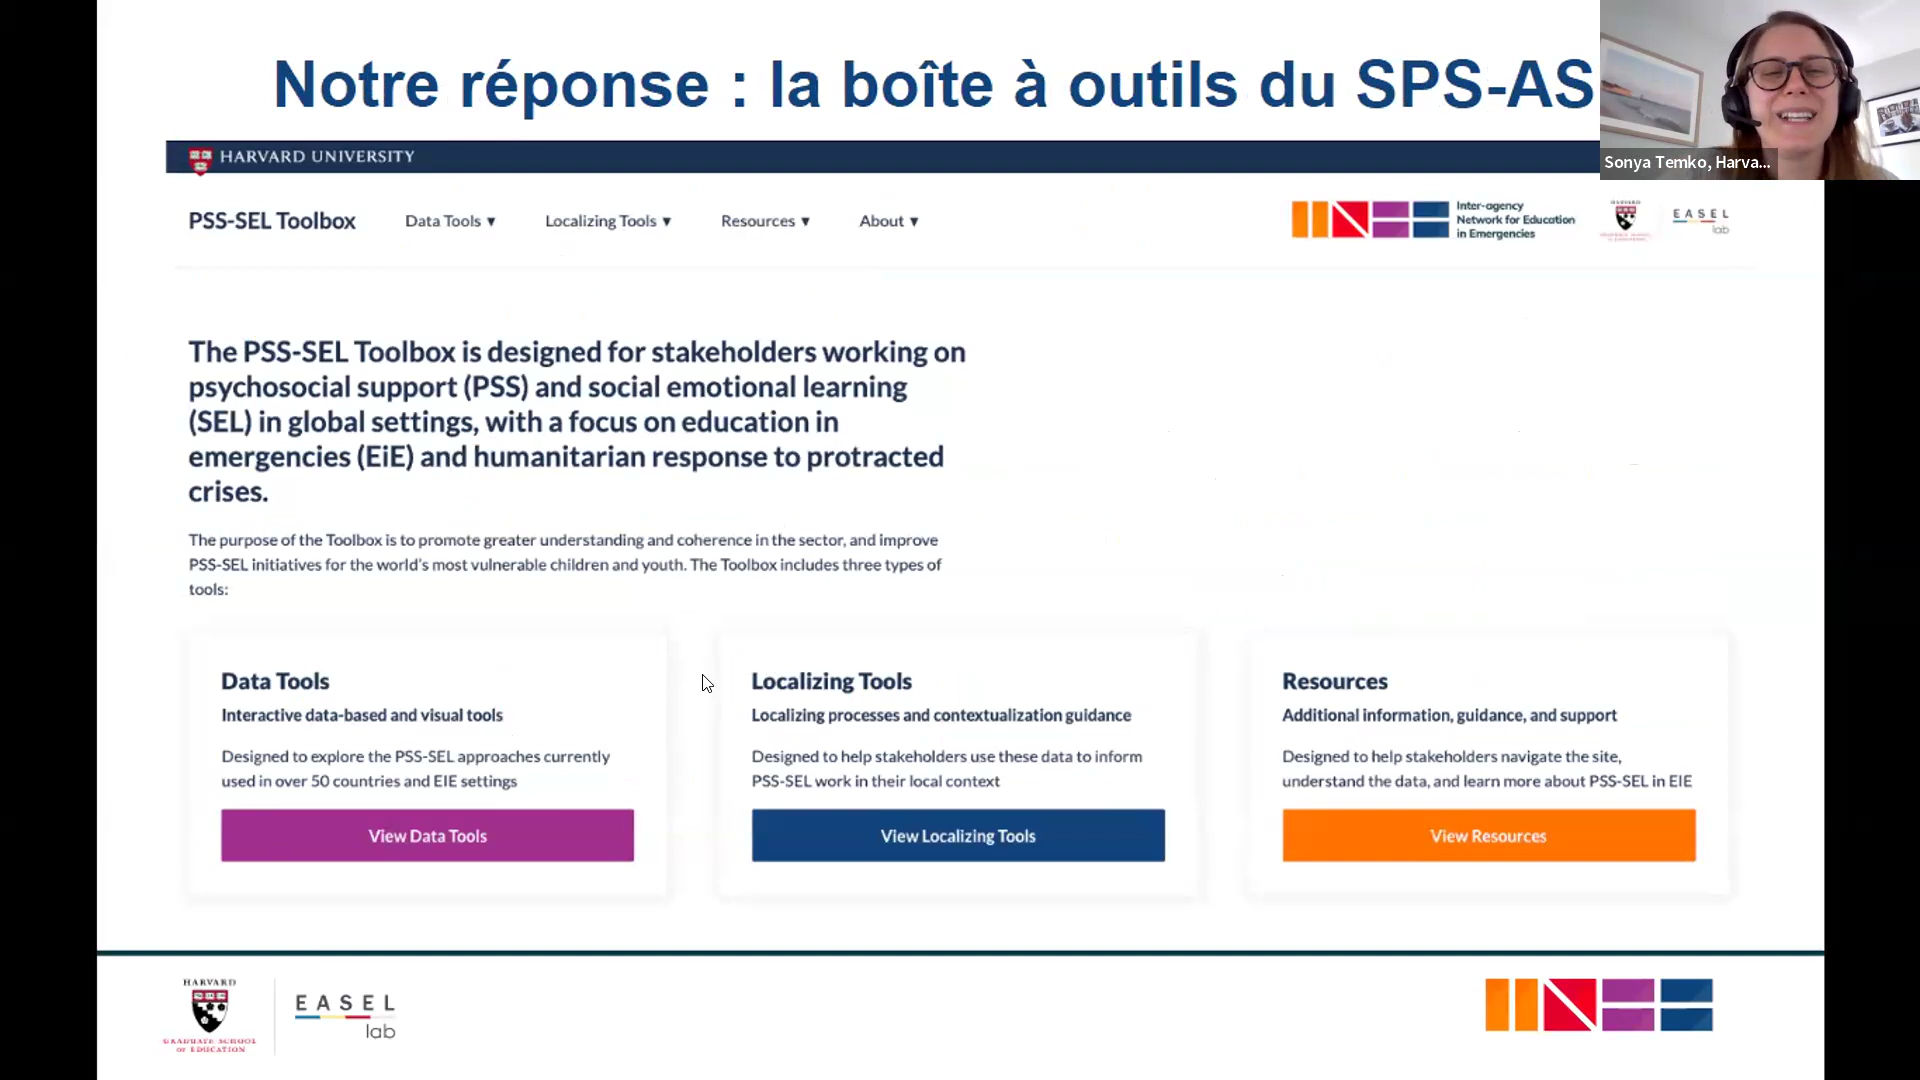 Notre réponse : la boîte à outils du SPS-AS
Sonya Temko, Harva...
HARVARD UNIVERSITY
PSS-SEL Toolbox
Data Tools ▾
Localizing Tools ▾
Resources ▾
About ▾
Inter-agency
Network for Education
in Emergencies
HARVARD
EASEL
lab
The PSS-SEL Toolbox is designed for stakeholders working on
psychosocial support (PSS) and social emotional learning
(SEL) in global settings, with a focus on education in
emergencies (EiE) and humanitarian response to protracted
crises.
The purpose of the Toolbox is to promote greater understanding and coherence in the sector, and improve
PSS-SEL initiatives for the world's most vulnerable children and youth. The Toolbox includes three types of
tools:
Data Tools
Interactive data-based and visual tools
Designed to explore the PSS-SEL approaches currently
used in over 50 countries and EIE settings
View Data Tools
Localizing Tools
Localizing processes and contextualization guidance
Designed to help stakeholders use these data to inform
PSS-SEL work in their local context
View Localizing Tools
Resources
Additional information, guidance, and support
Designed to help stakeholders navigate the site,
understand the data, and learn more about PSS-SEL in EIE
View Resources
HARVARD
GRADUATE SCHOOL
OF EDUCATION
EASEL
lab
INEE